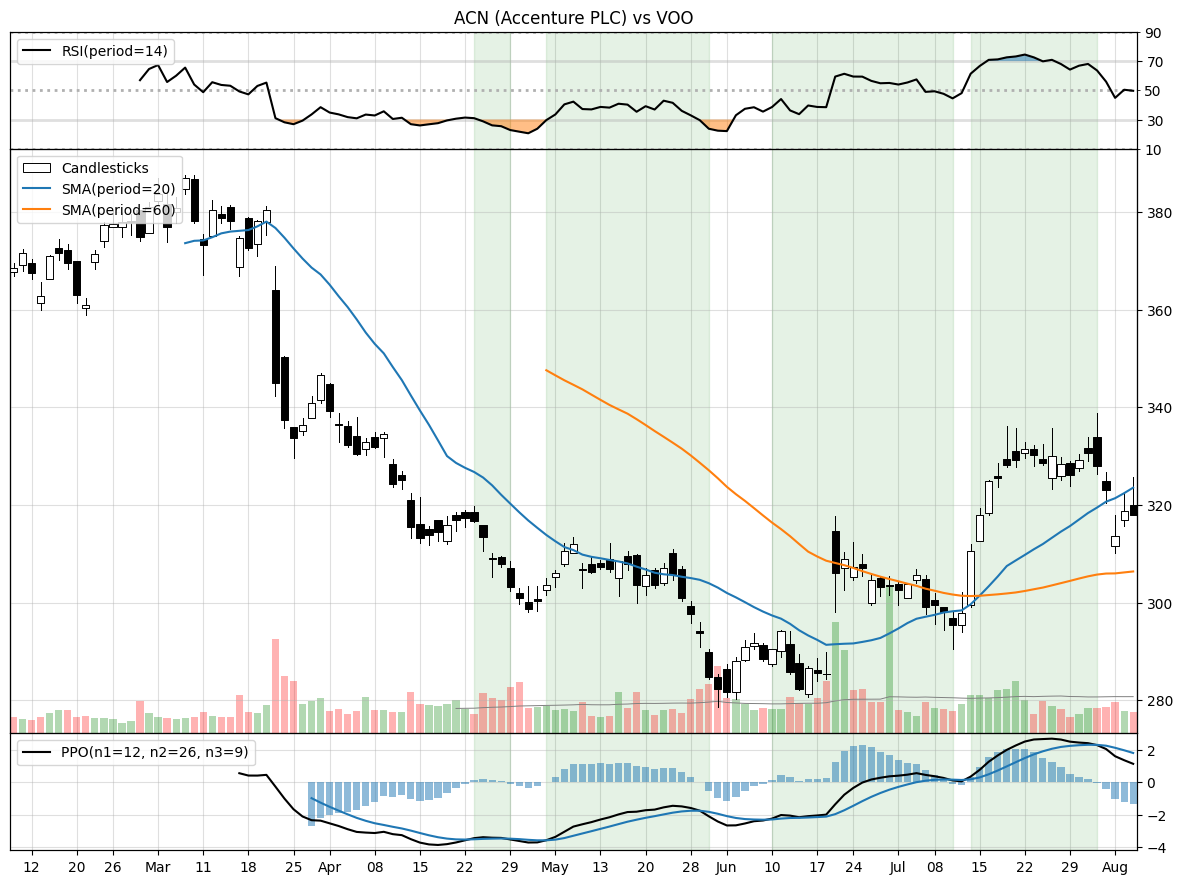 ACN (Accenture PLC) vs VOO
RSI(period=14)
90
70
50
30
10
Candlesticks
SMA(period=20)
SMA(period=60)
380
360
340
320
300
280
PPO(n1=12, n2=26, n3=9)
2
0
−2
−4
12 20 26 Mar 11 18 25 Apr 08 15 22 29 May 13 20 28 Jun 10 17 24 Jul 08 15 22 29 Aug